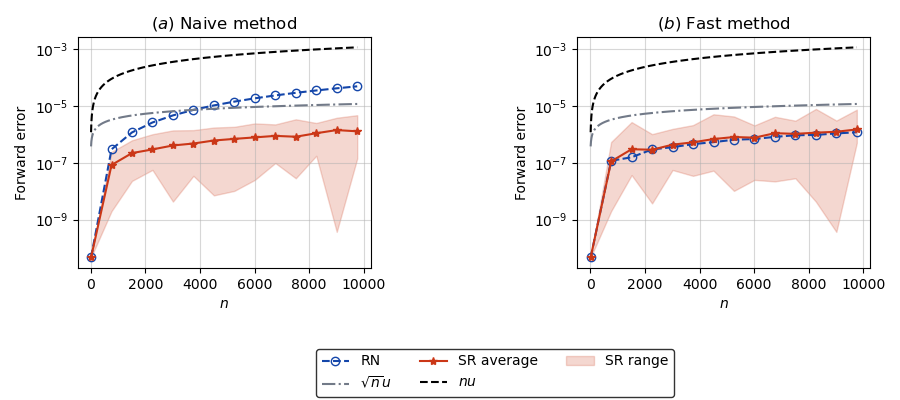 (a) Naive method
Forward error
10⁻³
10⁻⁵
10⁻⁷
10⁻⁹
0 2000 4000 6000 8000 10000
n
(b) Fast method
Forward error
10⁻³
10⁻⁵
10⁻⁷
10⁻⁹
0 2000 4000 6000 8000 10000
n
RN SR average SR range
√n u nu